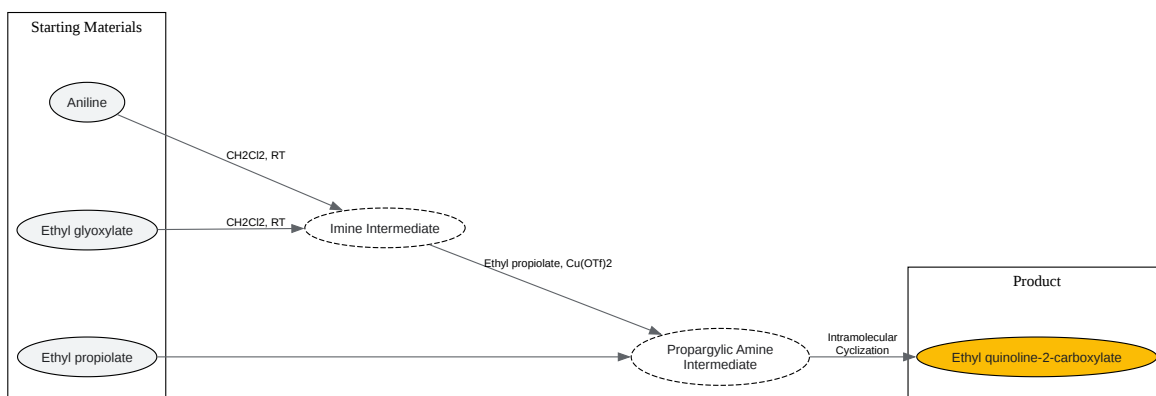 Starting Materials
Aniline
CH2Cl2, RT
Ethyl glyoxylate
CH2Cl2, RT
Imine Intermediate
Ethyl propiolate, Cu(OTf)2
Ethyl propiolate
Propargylic Amine
Intermediate
Intramolecular
Cyclization
Product
Ethyl quinoline-2-carboxylate